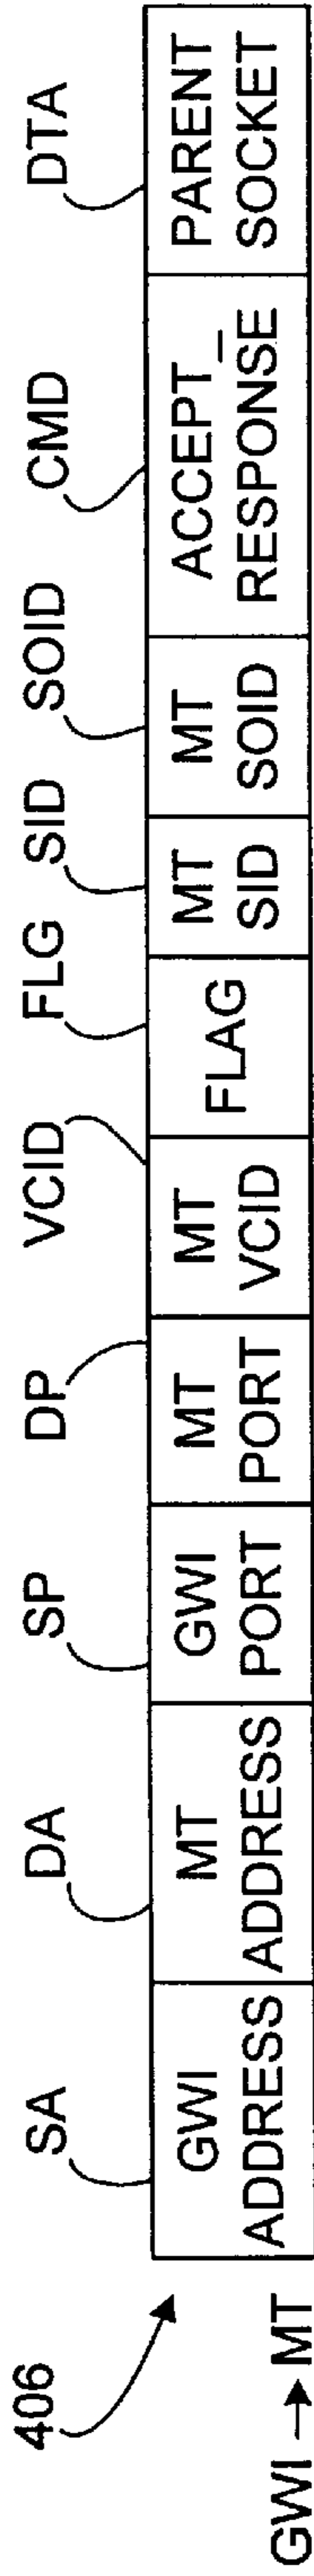 406
GWI → MT
SA
DA
SP
DP
VCID
FLG
SID
SOID
CMD
DTA
GWI
ADDRESS
MT
ADDRESS
GWI
PORT
MT
PORT
MT
VCID
FLAG
MT
SID
MT
SOID
ACCEPT_
RESPONSE
PARENT
SOCKET